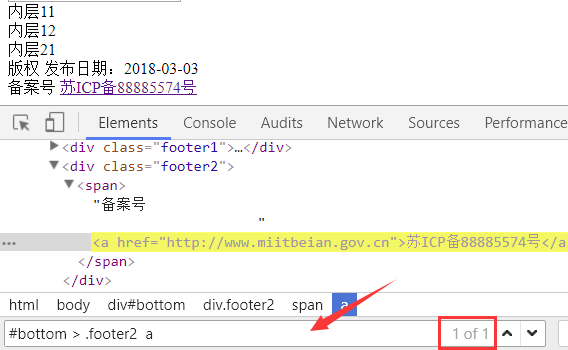 内层11
内层12
内层21
版权 发布日期：2018-03-03
备案号 苏ICP备88885574号
Elements Console Audits Network Sources Performance
<div class="footer1">…</div>
<div class="footer2">
<span>
"备案号
"
<a href="http://www.miitbeian.gov.cn">苏ICP备88885574号</a
</span>
</div>
html body div#bottom div.footer2 span a
#bottom > .footer2 a 1 of 1